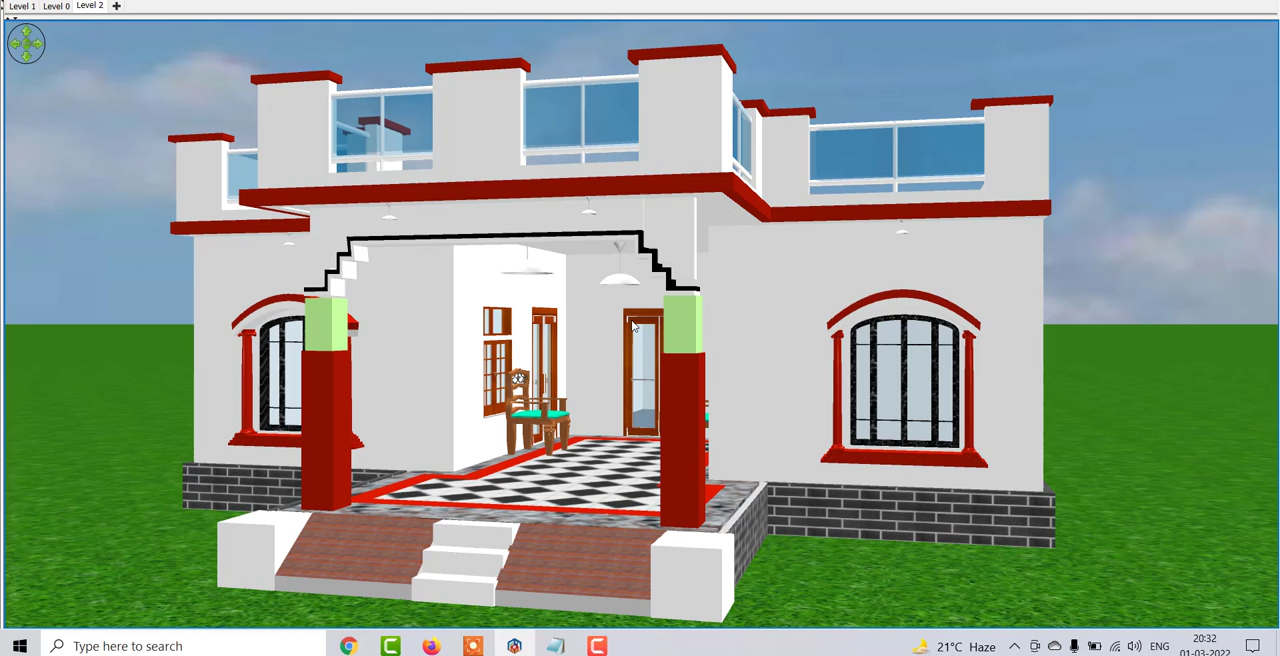 Level 1 Level 0 Level 2
Type here to search
21°C Haze
ENG
20:32
01-03-2022